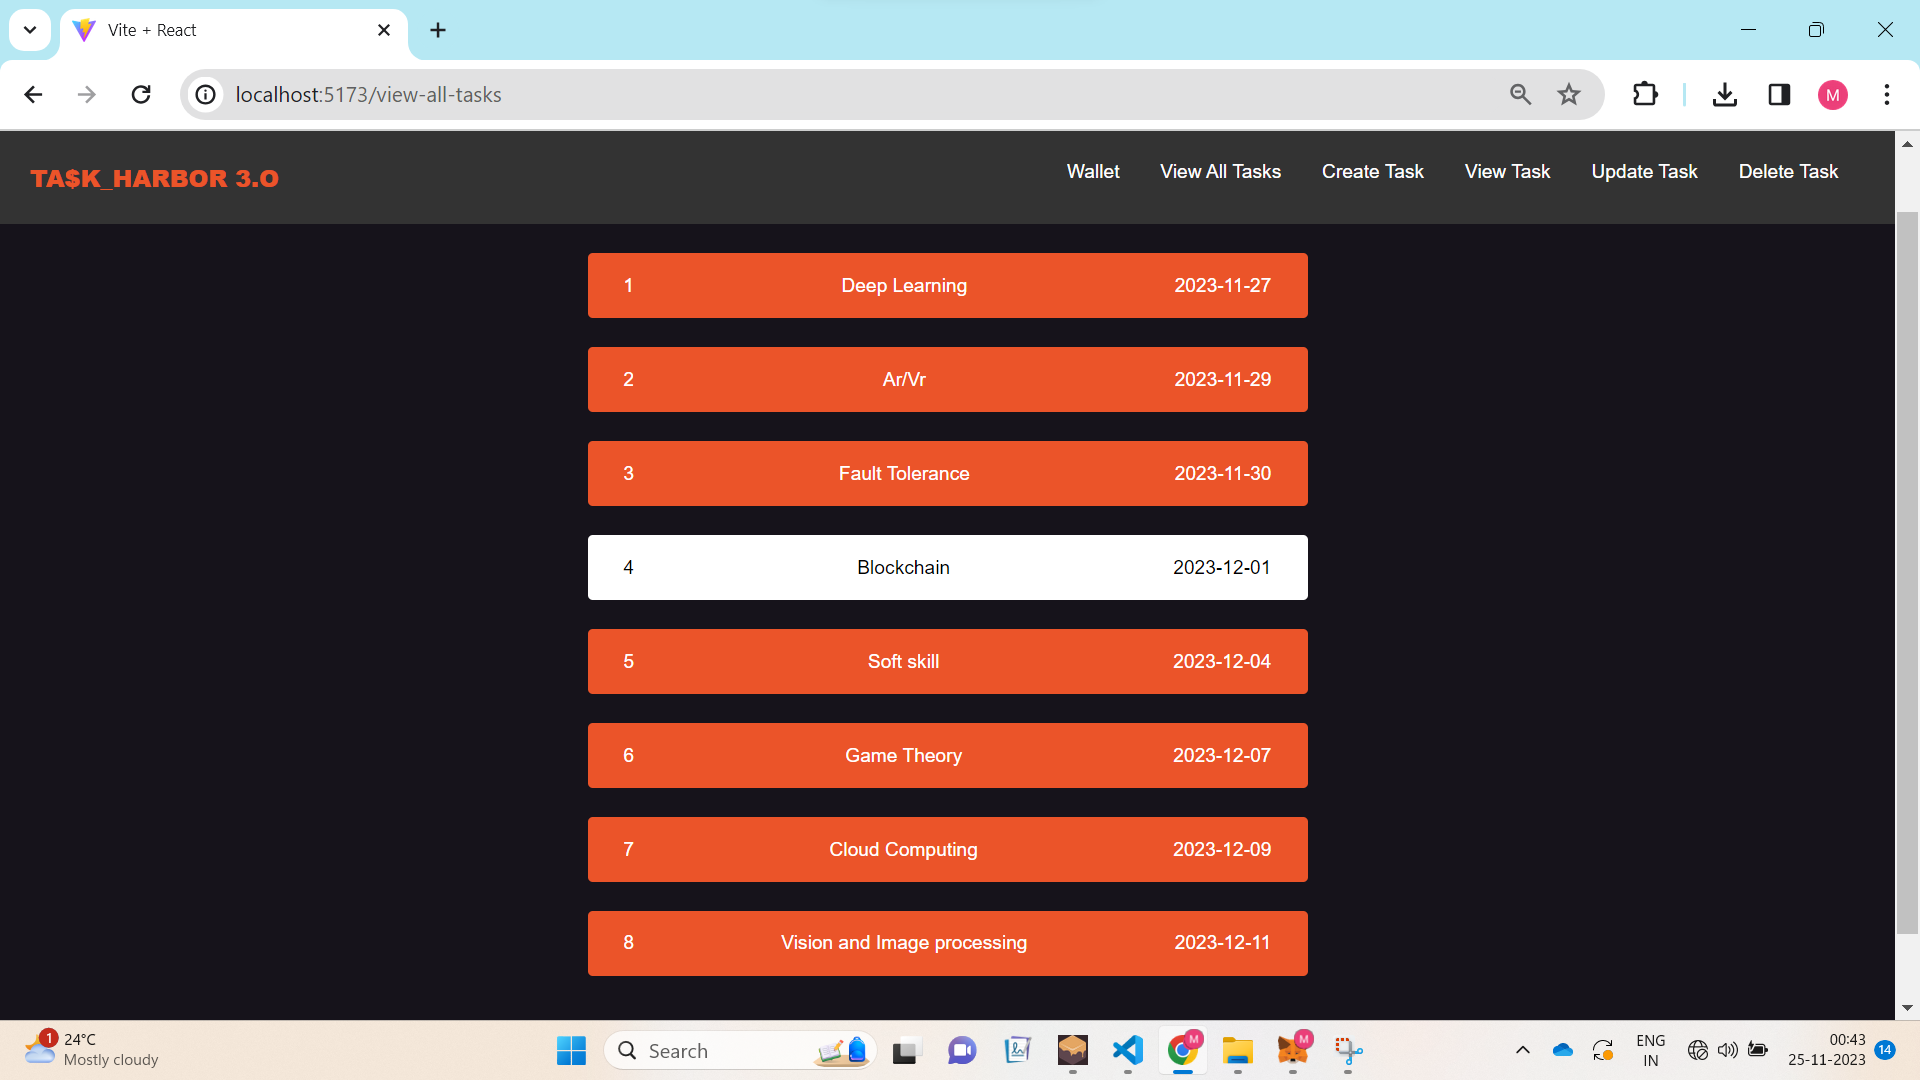 Vite + React
localhost:5173/view-all-tasks
M
TA$K_HARBOR 3.O
Wallet View All Tasks Create Task View Task Update Task Delete Task
1 Deep Learning 2023-11-27
2 Ar/Vr 2023-11-29
3 Fault Tolerance 2023-11-30
4 Blockchain 2023-12-01
5 Soft skill 2023-12-04
6 Game Theory 2023-12-07
7 Cloud Computing 2023-12-09
8 Vision and Image processing 2023-12-11
1
24°C
Mostly cloudy
Search
M
M
ENG
IN
00:43
25-11-2023
14